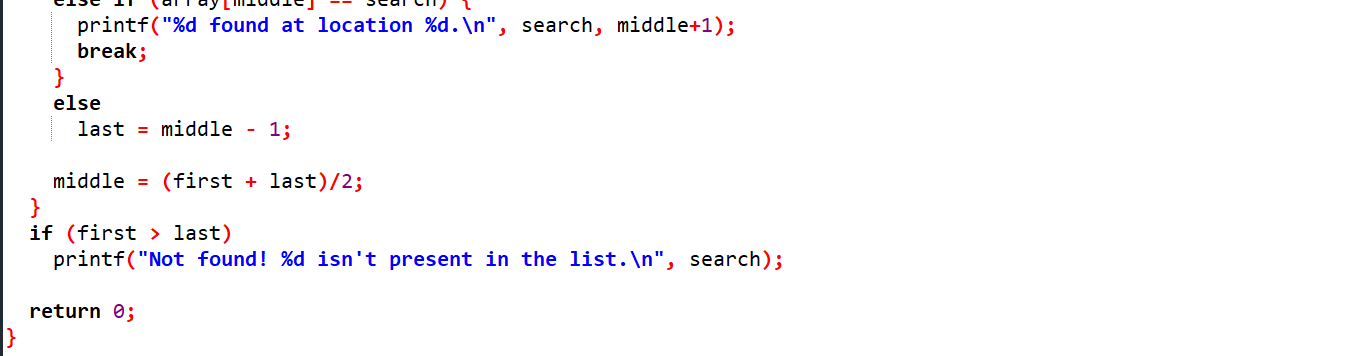 else if (array[middle] == search) {
printf("%d found at location %d.\n", search, middle+1);
break;
}
else
last = middle - 1;
middle = (first + last)/2;
}
if (first > last)
printf("Not found! %d isn't present in the list.\n", search);
return 0;
}